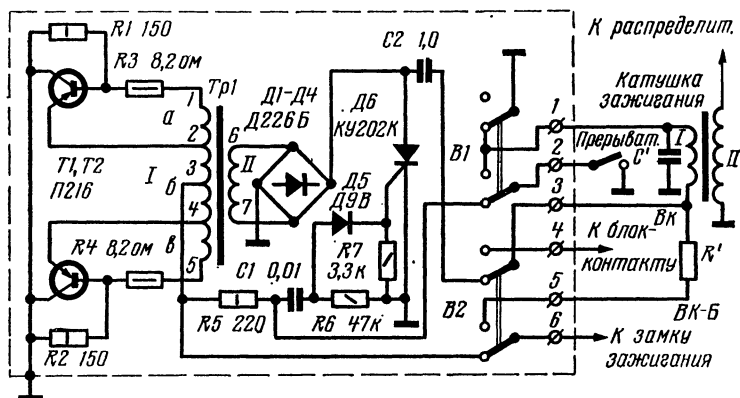 R1 150
R3 8,2 ом
Тр1
T1, T2
П216
R4 8,2 ом
R2 150
I
а
б
в
1
2
3
4
5
6
7
II
Д1-Д4
Д226Б
C2 1,0
Д6
КУ202К
Д5
Д9В
R7
3,3к
C1 0,01
R5 220
R6 47к
В1
В2
1
2
3
4
5
6
К распределит.
Катушка
зажигания
Прерыват.
C'
I
II
Вк
R'
ВК-Б
К блок-
контакту
К замку
зажигания